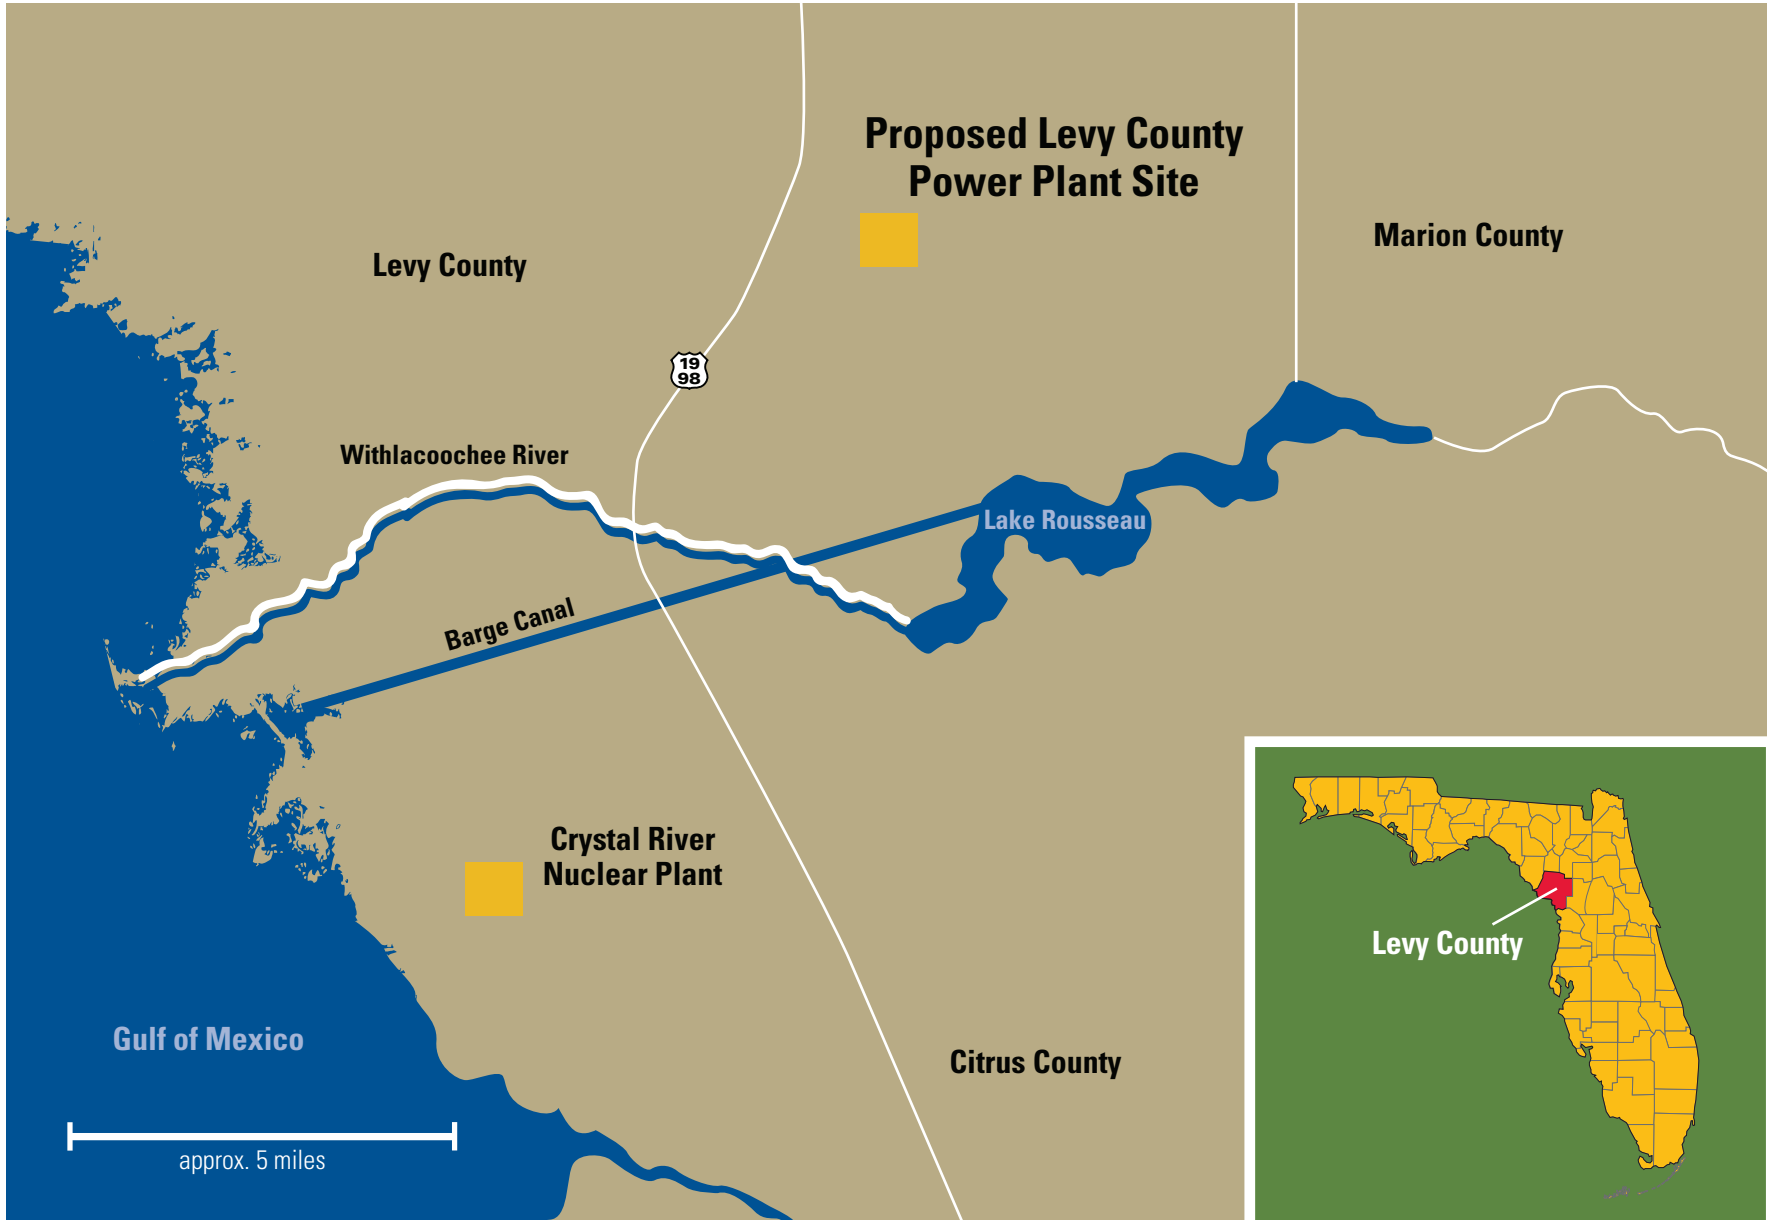 Proposed Levy County
Power Plant Site
Marion County
Levy County
19
98
Withlacoochee River
Lake Rousseau
Barge Canal
Crystal River
Nuclear Plant
Levy County
Gulf of Mexico
Citrus County
approx. 5 miles